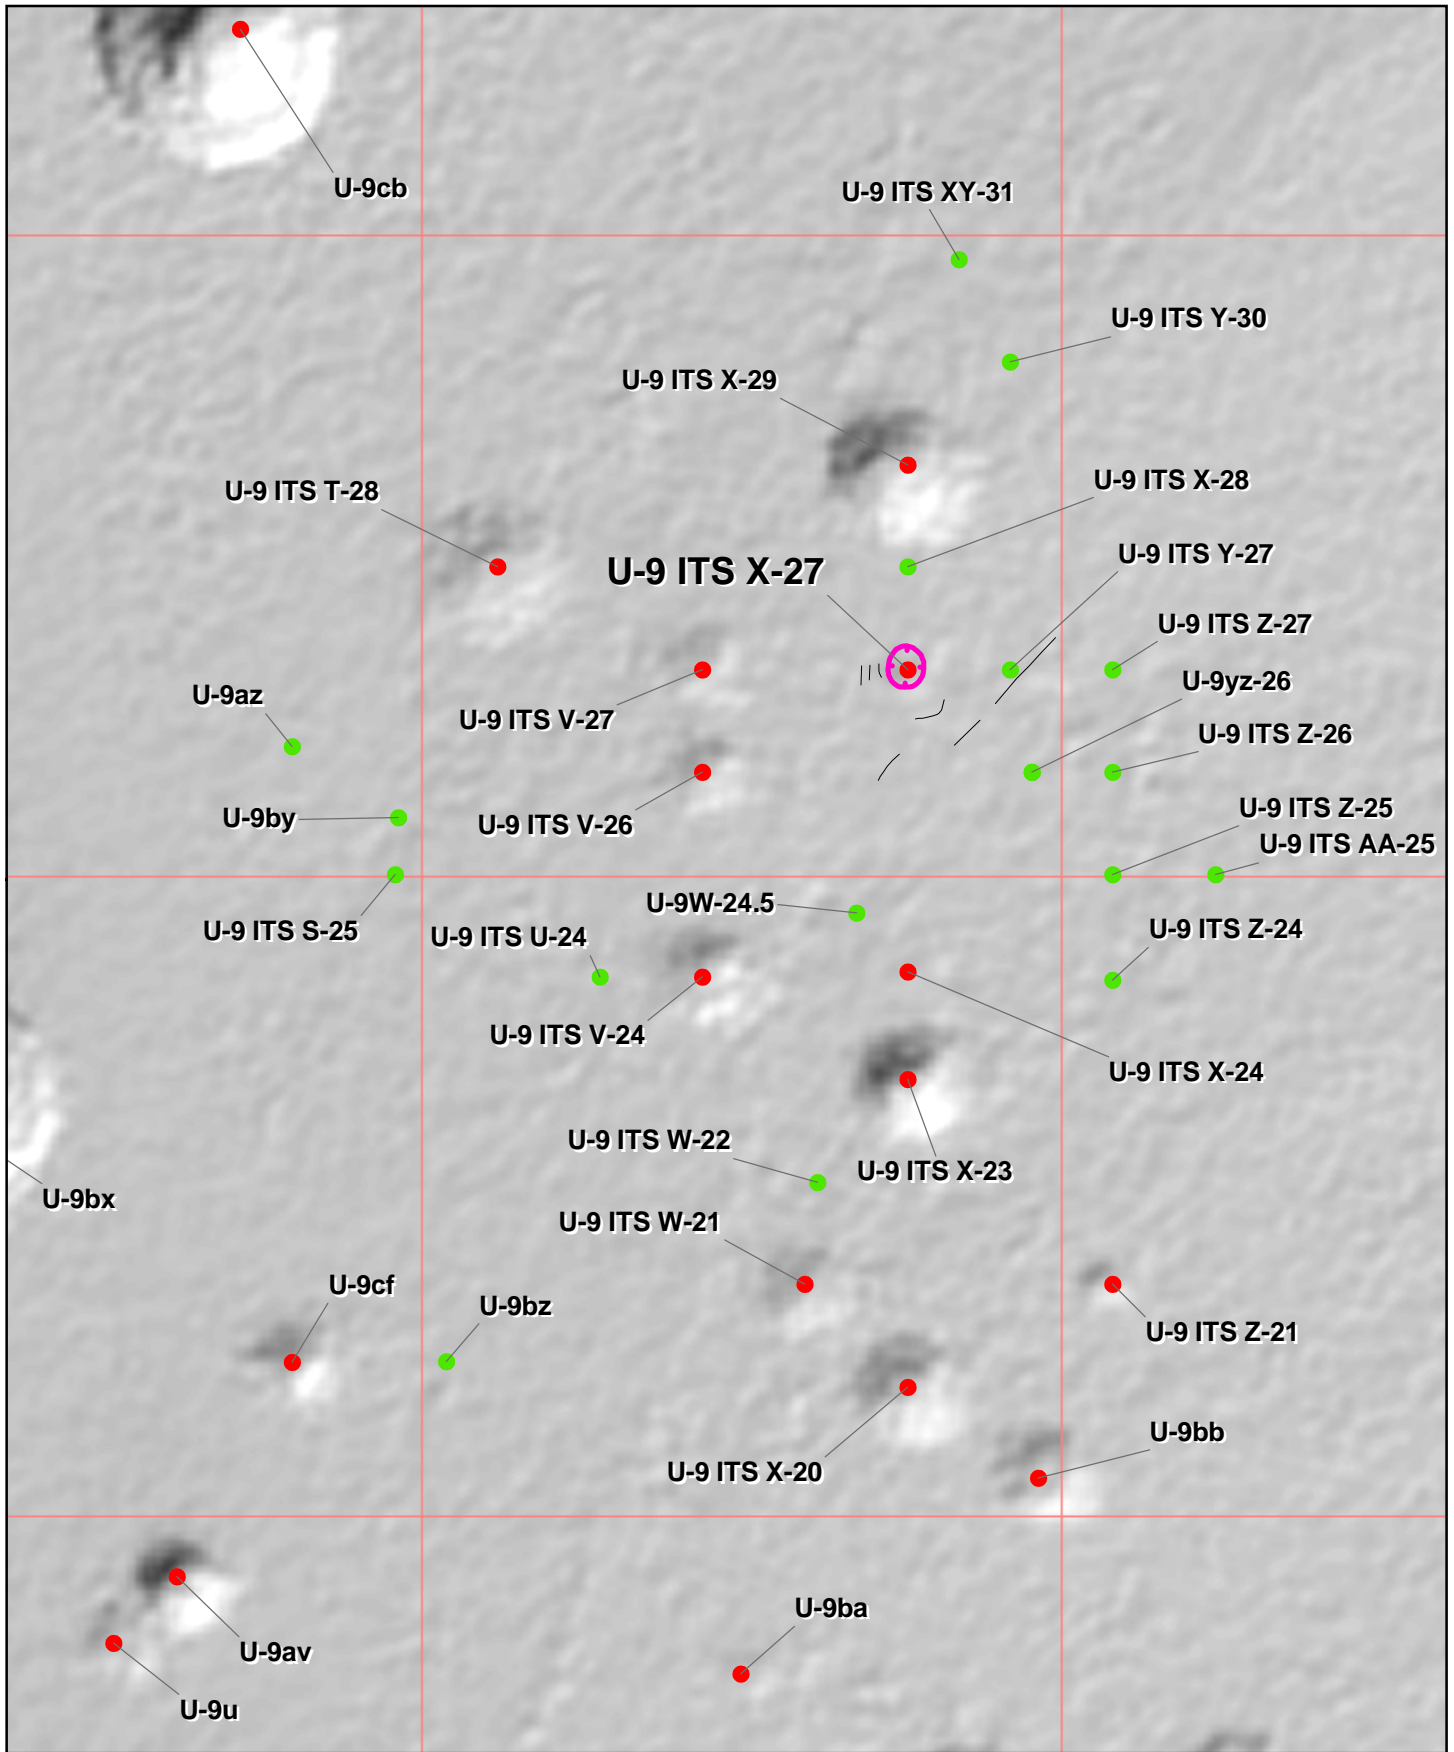 U-9cb
U-9 ITS XY-31
U-9 ITS Y-30
U-9 ITS X-29
U-9 ITS X-28
U-9 ITS T-28
U-9 ITS Y-27
U-9 ITS X-27
U-9 ITS Z-27
U-9yz-26
U-9az
U-9 ITS V-27
U-9 ITS Z-26
U-9 ITS Z-25
U-9by
U-9 ITS V-26
U-9 ITS AA-25
U-9W-24.5
U-9 ITS S-25
U-9 ITS U-24
U-9 ITS Z-24
U-9 ITS V-24
U-9 ITS X-24
U-9 ITS W-22
U-9 ITS X-23
U-9bx
U-9 ITS W-21
U-9cf
U-9bz
U-9 ITS Z-21
U-9bb
U-9 ITS X-20
U-9ba
U-9av
U-9u